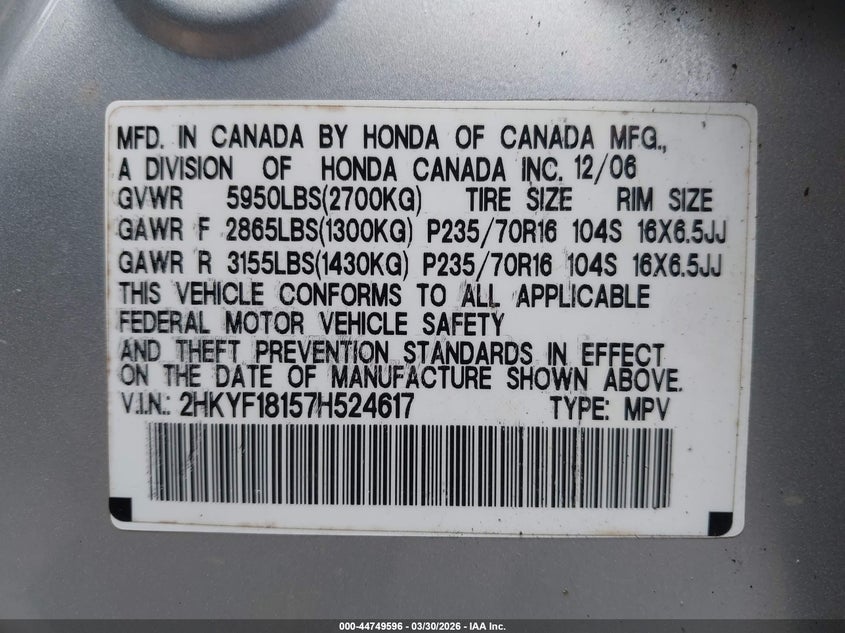 MFD. IN CANADA BY HONDA OF CANADA MFG.,
A DIVISION OF HONDA CANADA INC. 12/06
GVWR 5950LBS(2700KG) TIRE SIZE RIM SIZE
GAWR F 2865LBS(1300KG) P235/70R16 104S 16X6.5JJ
GAWR R 3155LBS(1430KG) P235/70R16 104S 16X6.5JJ
THIS VEHICLE CONFORMS TO ALL APPLICABLE
FEDERAL MOTOR VEHICLE SAFETY
AND THEFT PREVENTION STANDARDS IN EFFECT
ON THE DATE OF MANUFACTURE SHOWN ABOVE.
V.I.N.: 2HKYF18157H524617 TYPE: MPV
000-44749596 — 03/30/2026 — IAA Inc.